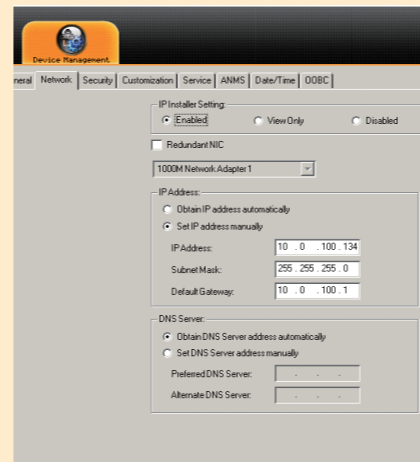 Device Management
neral Network Security Customization Service ANMS Date/Time OOBC
IP Installer Setting:
Enabled View Only Disabled
Redundant NIC
1000M Network Adapter 1
IP Address:
Obtain IP address automatically
Set IP address manually
IP Address: 10 . 0 . 100 . 134
Subnet Mask: 255 . 255 . 255 . 0
Default Gateway: 10 . 0 . 100 . 1
DNS Server:
Obtain DNS Server address automatically
Set DNS Server address manually
Preferred DNS Server: . . .
Alternate DNS Server: . . .